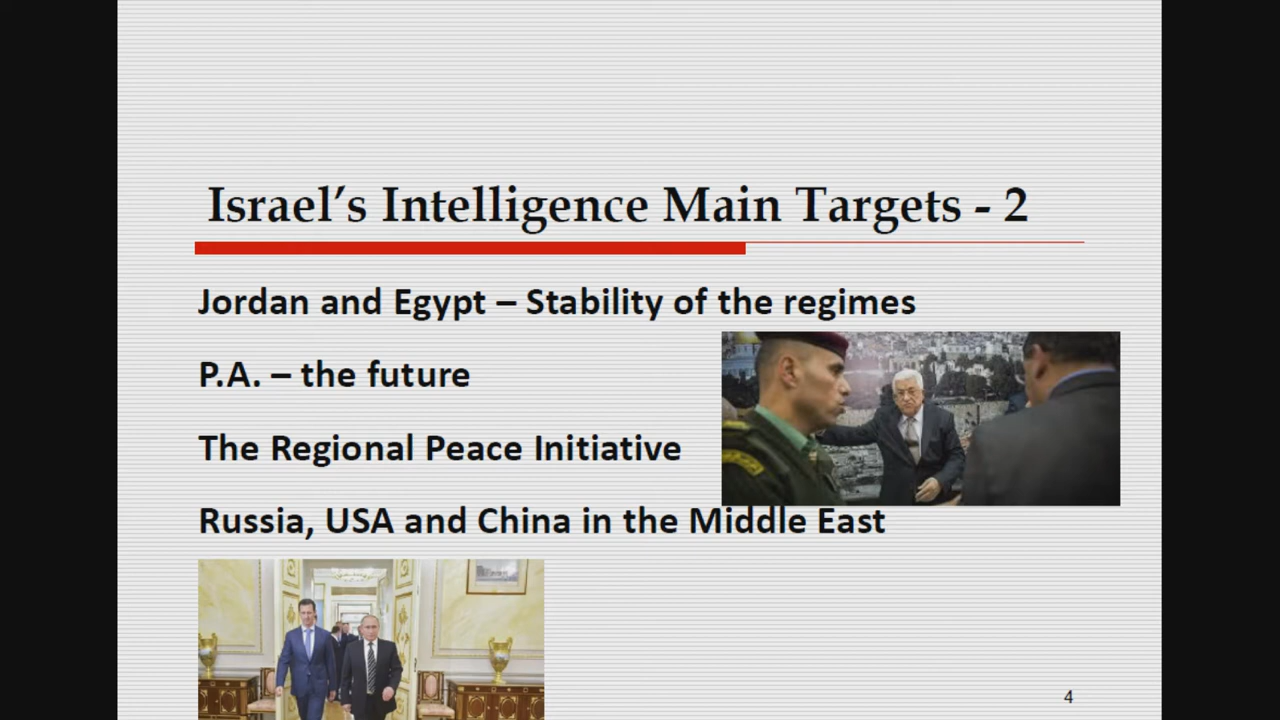 Israel’s Intelligence Main Targets - 2
Jordan and Egypt – Stability of the regimes
P.A. – the future
The Regional Peace Initiative
Russia, USA and China in the Middle East
4